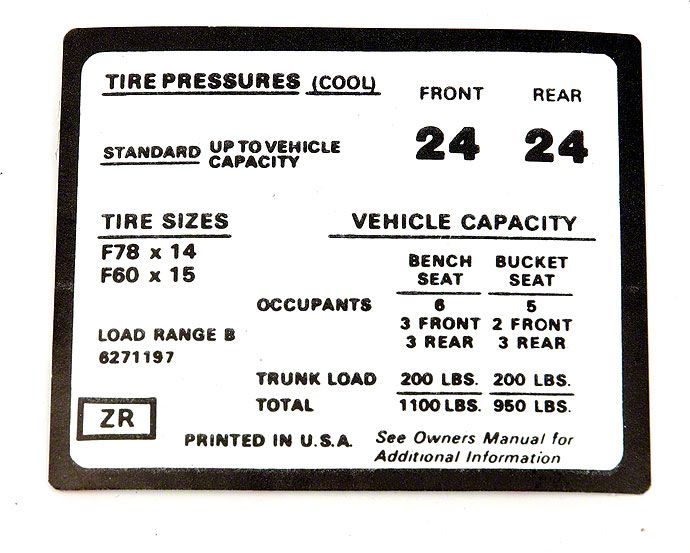 TIRE PRESSURES (COOL) FRONT REAR
STANDARD UP TO VEHICLE CAPACITY 24 24
TIRE SIZES VEHICLE CAPACITY
F78 x 14
F60 x 15
BENCH SEAT BUCKET SEAT
OCCUPANTS 6 5
3 FRONT 2 FRONT
3 REAR 3 REAR
LOAD RANGE B
6271197
TRUNK LOAD 200 LBS. 200 LBS.
TOTAL 1100 LBS. 950 LBS.
ZR
PRINTED IN U.S.A. See Owners Manual for
Additional Information